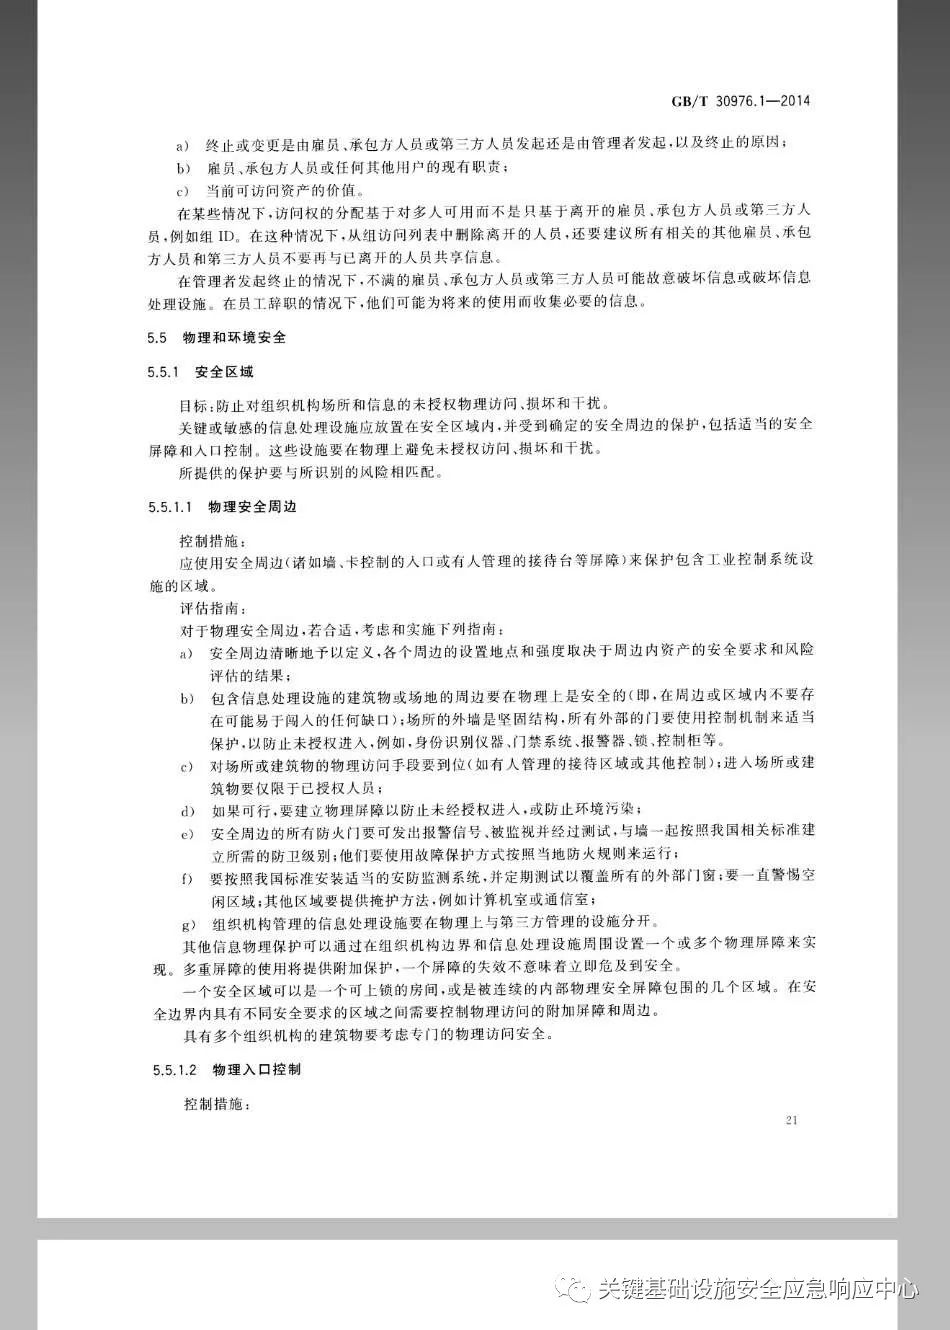 GB/T 30976.1—2014
a) 终止或变更是由雇员、承包方人员或第三方人员发起还是由管理者发起,以及终止的原因;
b) 雇员、承包方人员或任何其他用户的现有职责;
c) 当前可访问资产的价值。
在某些情况下,访问权的分配基于对多人可用而不是只基于离开的雇员、承包方人员或第三方人
员,例如组 ID。在这种情况下,从组访问列表中删除离开的人员,还要建议所有相关的其他雇员、承包
方人员和第三方人员不要再与已离开的人员共享信息。
在管理者发起终止的情况下,不满的雇员、承包方人员或第三方人员可能故意破坏信息或破坏信息
处理设施。在员工辞职的情况下,他们可能为将来的使用而收集必要的信息。
5.5 物理和环境安全
5.5.1 安全区域
目标:防止对组织机构场所和信息的未授权物理访问、损坏和干扰。
关键或敏感的信息处理设施应放置在安全区域内,并受到确定的安全周边的保护,包括适当的安全
屏障和入口控制。这些设施要在物理上避免未授权访问、损坏和干扰。
所提供的保护要与所识别的风险相匹配。
5.5.1.1 物理安全周边
控制措施:
应使用安全周边(诸如墙、卡控制的入口或有人管理的接待台等屏障)来保护包含工业控制系统设
施的区域。
评估指南:
对于物理安全周边,若合适,考虑和实施下列指南:
a) 安全周边清晰地予以定义,各个周边的设置地点和强度取决于周边内资产的安全要求和风险
评估的结果;
b) 包含信息处理设施的建筑物或场地的周边要在物理上是安全的(即,在周边或区域内不要存
在可能易于闯入的任何缺口);场所的外墙是坚固结构,所有外部的门要使用控制机制来适当
保护,以防止未授权进入,例如,身份识别仪器、门禁系统、报警器、锁、控制柜等。
c) 对场所或建筑物的物理访问手段要到位(如有人管理的接待区域或其他控制);进入场所或建
筑物要仅限于已授权人员;
d) 如果可行,要建立物理屏障以防止未经授权进入,或防止环境污染;
e) 安全周边的所有防火门要可发出报警信号、被监视并经过测试,与墙一起按照我国相关标准建
立所需的防卫级别;他们要使用故障保护方式按照当地防火规则来运行;
f) 要按照我国标准安装适当的安防监测系统,并定期测试以覆盖所有的外部门窗;要一直警惕空
闲区域;其他区域要提供掩护方法,例如计算机室或通信室;
g) 组织机构管理的信息处理设施要在物理上与第三方管理的设施分开。
其他信息物理保护可以通过在组织机构边界和信息处理设施周围设置一个或多个物理屏障来实
现。多重屏障的使用将提供附加保护,一个屏障的失效不意味着立即危及到安全。
一个安全区域可以是一个可上锁的房间,或是被连续的内部物理安全屏障包围的几个区域。在安
全边界内具有不同安全要求的区域之间需要控制物理访问的附加屏障和周边。
具有多个组织机构的建筑物要考虑专门的物理访问安全。
5.5.1.2 物理入口控制
控制措施:
21
关键基础设施安全应急响应中心